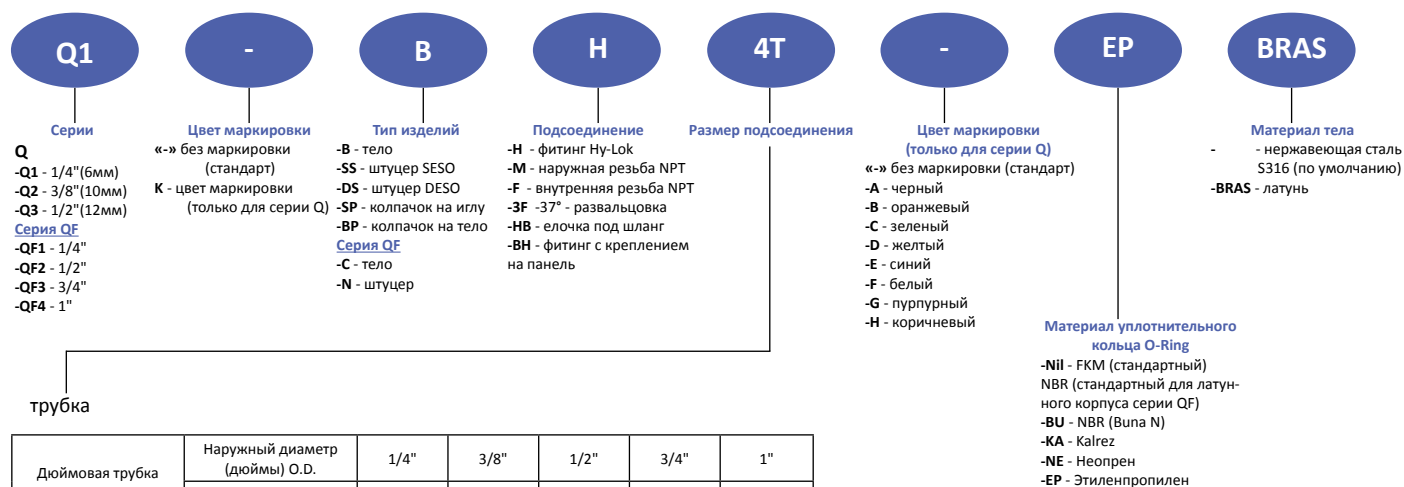 Q1 - B H 4T - EP BRAS
Серии
Q
-Q1 - 1/4"(6мм)
-Q2 - 3/8"(10мм)
-Q3 - 1/2"(12мм)
Серия QF
-QF1 - 1/4"
-QF2 - 1/2"
-QF3 - 3/4"
-QF4 - 1"
Цвет маркировки
«-» без маркировки
(стандарт)
K - цвет маркировки
(только для серии Q)
Тип изделий
-B - тело
-SS - штуцер SESO
-DS - штуцер DESO
-SP - колпачок на иглу
-BP - колпачок на тело
Серия QF
-C - тело
-N - штуцер
Подсоединение
-H - фитинг Hy-Lok
-M - наружная резьба NPT
-F - внутренняя резьба NPT
-3F -37° - развальцовка
-HB - елочка под шланг
-BH - фитинг с креплением
на панель
Размер подсоединения
Цвет маркировки
(только для серии Q)
«-» без маркировки (стандарт)
-A - черный
-B - оранжевый
-C - зеленый
-D - желтый
-E - синий
-F - белый
-G - пурпурный
-H - коричневый
Материал уплотнительного
кольца O-Ring
-Nil - FKM (стандартный)
NBR (стандартный для латун-
ного корпуса серии QF)
-BU - NBR (Buna N)
-KA - Kalrez
-NE - Неопрен
-EP - Этиленпропилен
Материал тела
- - нержавеющая сталь
S316 (по умолчанию)
-BRAS - латунь
трубка
Дюймовая трубка
Наружный диаметр
(дюймы) O.D.
1/4" 3/8" 1/2" 3/4" 1"